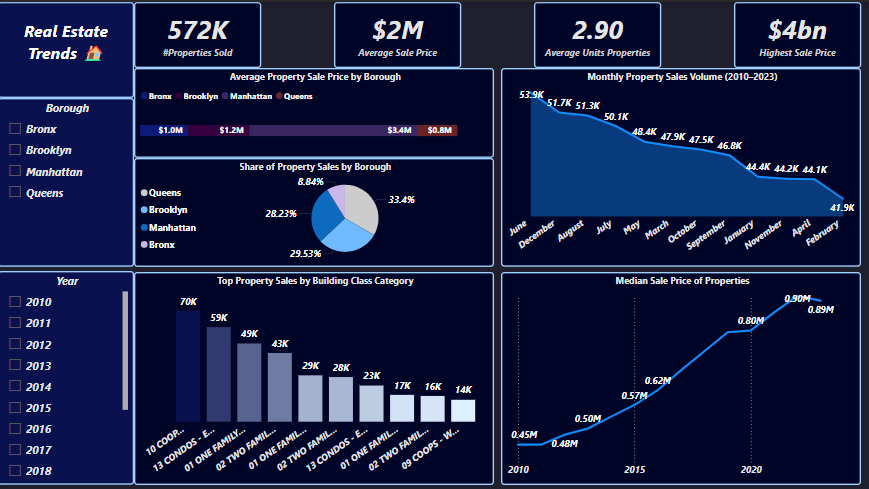 Real Estate
Trends 🏠
572K
#Properties Sold
$2M
Average Sale Price
2.90
Average Units Properties
$4bn
Highest Sale Price
Borough
Bronx
Brooklyn
Manhattan
Queens
Average Property Sale Price by Borough
Bronx Brooklyn Manhattan Queens
$1.0M $1.2M $3.4M $0.8M
Share of Property Sales by Borough
Queens
Brooklyn
Manhattan
Bronx
8.84%
33.4%
28.23%
29.53%
Monthly Property Sales Volume (2010–2023)
53.9K 51.7K 51.3K 50.1K 48.4K 47.9K 47.5K 46.8K 44.4K 44.2K 44.1K 41.9K
June December August July May March October September January November April February
Year
2010
2011
2012
2013
2014
2015
2016
2017
2018
Top Property Sales by Building Class Category
70K 59K 49K 43K 29K 28K 23K 17K 16K 14K
10 COOP...
13 CONDOS - E...
01 ONE FAMILY...
02 TWO FAMIL...
01 ONE FAMIL...
02 TWO FAMIL...
13 CONDOS - E...
01 ONE FAMIL...
02 TWO FAMIL...
09 COOPS - W...
Median Sale Price of Properties
0.45M 0.48M 0.50M 0.57M 0.62M 0.80M 0.90M 0.89M
2010 2015 2020